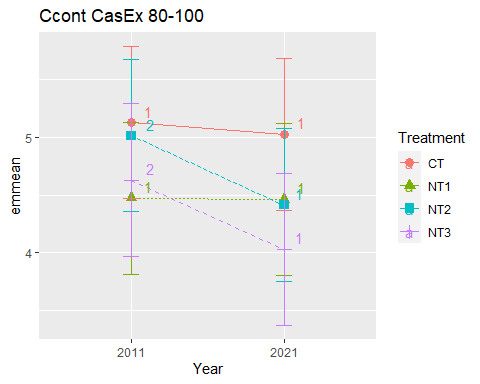 Ccont CasEx 80-100
emmean
5
4
1
2
2
1
1
1
1
1
2011
2021
Year
Treatment
a CT
a NT1
a NT2
a NT3